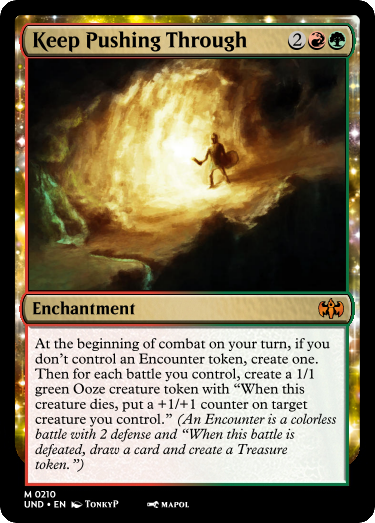 Keep Pushing Through 2
Enchantment
At the beginning of combat on your turn, if you
don't control an Encounter token, create one.
Then for each battle you control, create a 1/1
green Ooze creature token with “When this
creature dies, put a +1/+1 counter on target
creature you control.” (An Encounter is a colorless
battle with 2 defense and “When this battle is
defeated, draw a card and create a Treasure
token.”)
M 0210
UND • EN TonkyP MAPOL